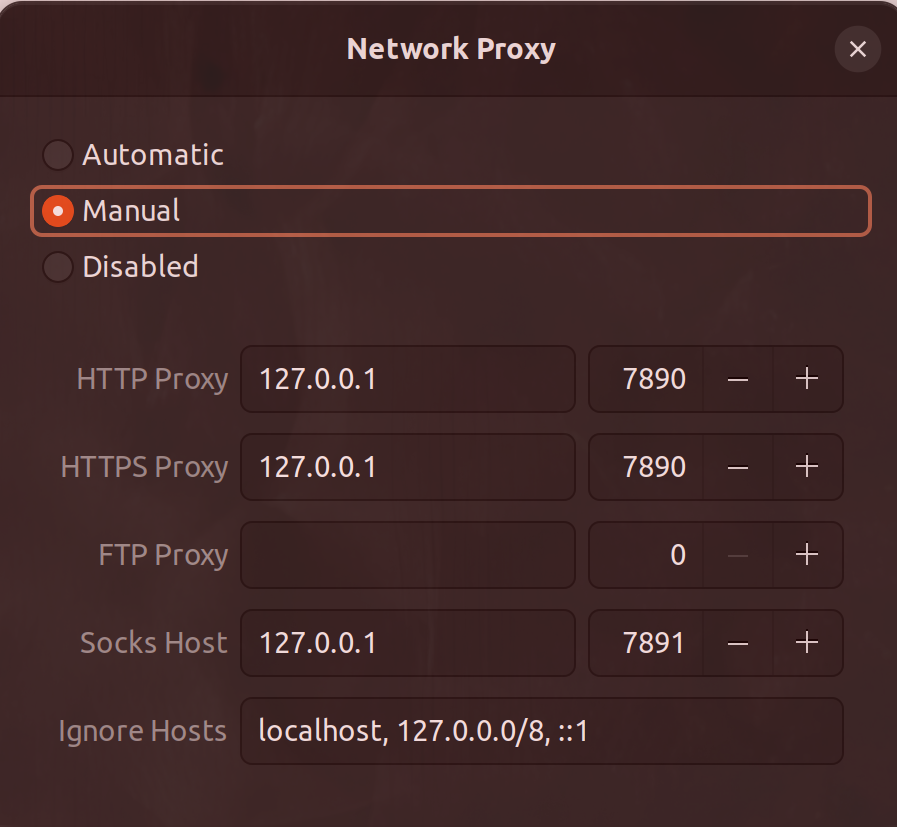 Network Proxy
Automatic
Manual
Disabled
HTTP Proxy 127.0.0.1 7890
HTTPS Proxy 127.0.0.1 7890
FTP Proxy 0
Socks Host 127.0.0.1 7891
Ignore Hosts localhost, 127.0.0.0/8, ::1